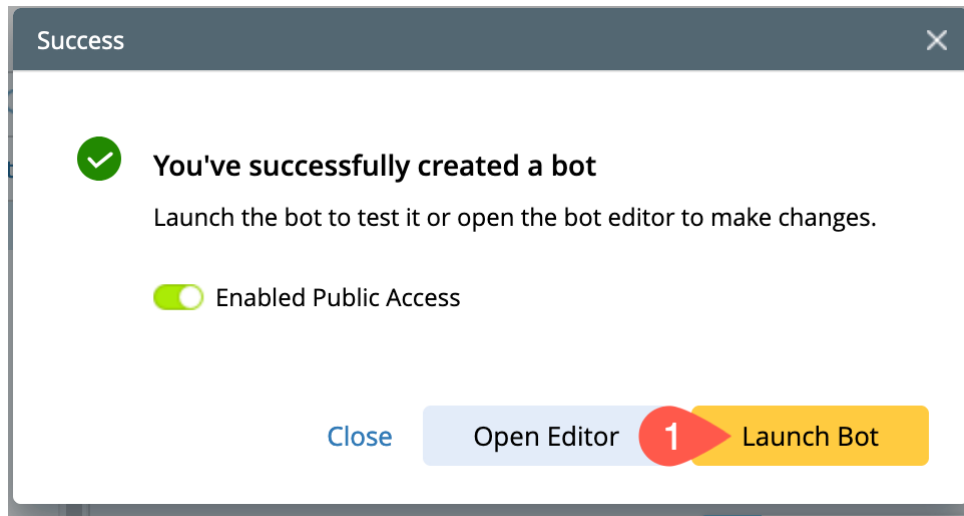 Success
You've successfully created a bot
Launch the bot to test it or open the bot editor to make changes.
Enabled Public Access
Close Open Editor 1 Launch Bot